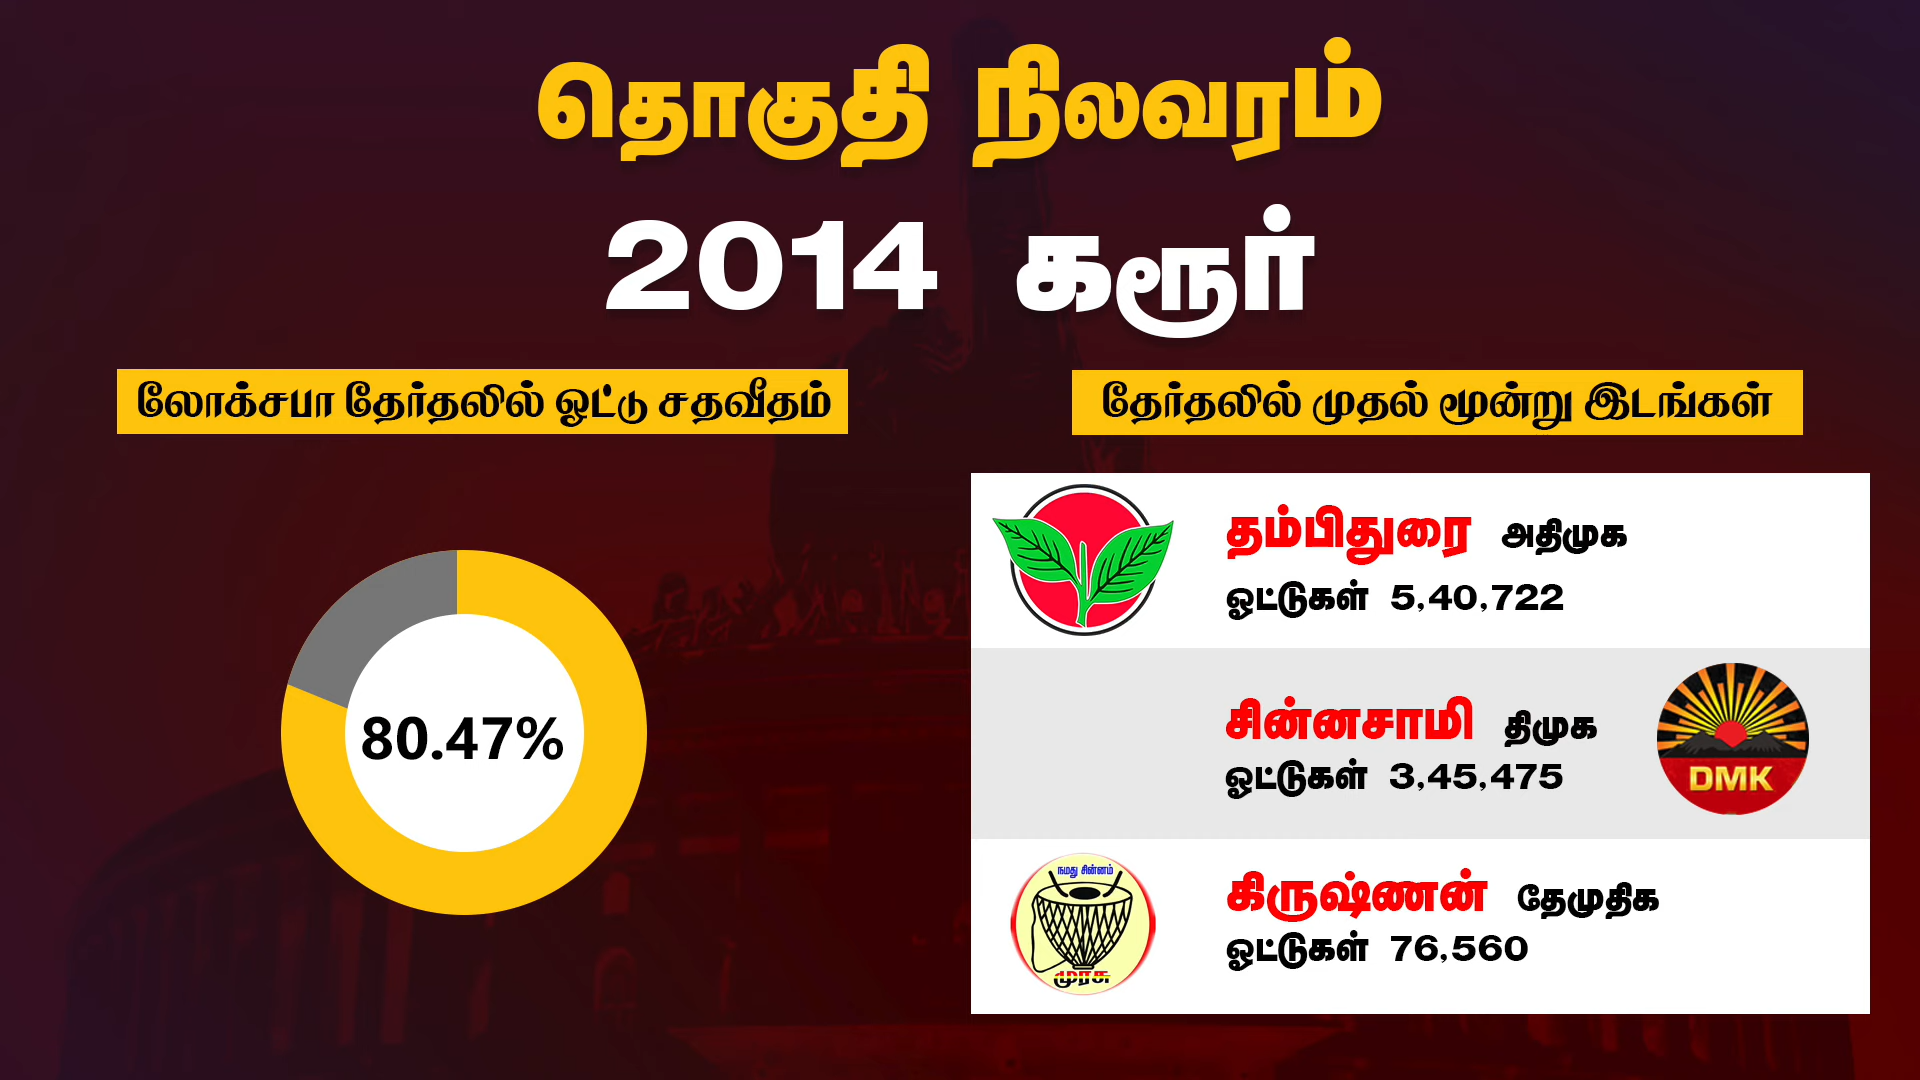 தொகுதி நிலவரம்
2014 கரூர்
லோக்சபா தேர்தலில் ஓட்டு சதவீதம்
80.47%
தேர்தலில் முதல் மூன்று இடங்கள்
தம்பிதுரை அதிமுக
ஓட்டுகள் 5,40,722
சின்னசாமி திமுக
ஓட்டுகள் 3,45,475
DMK
நமது சின்னம்
முரசு
கிருஷ்ணன் தேமுதிக
ஓட்டுகள் 76,560